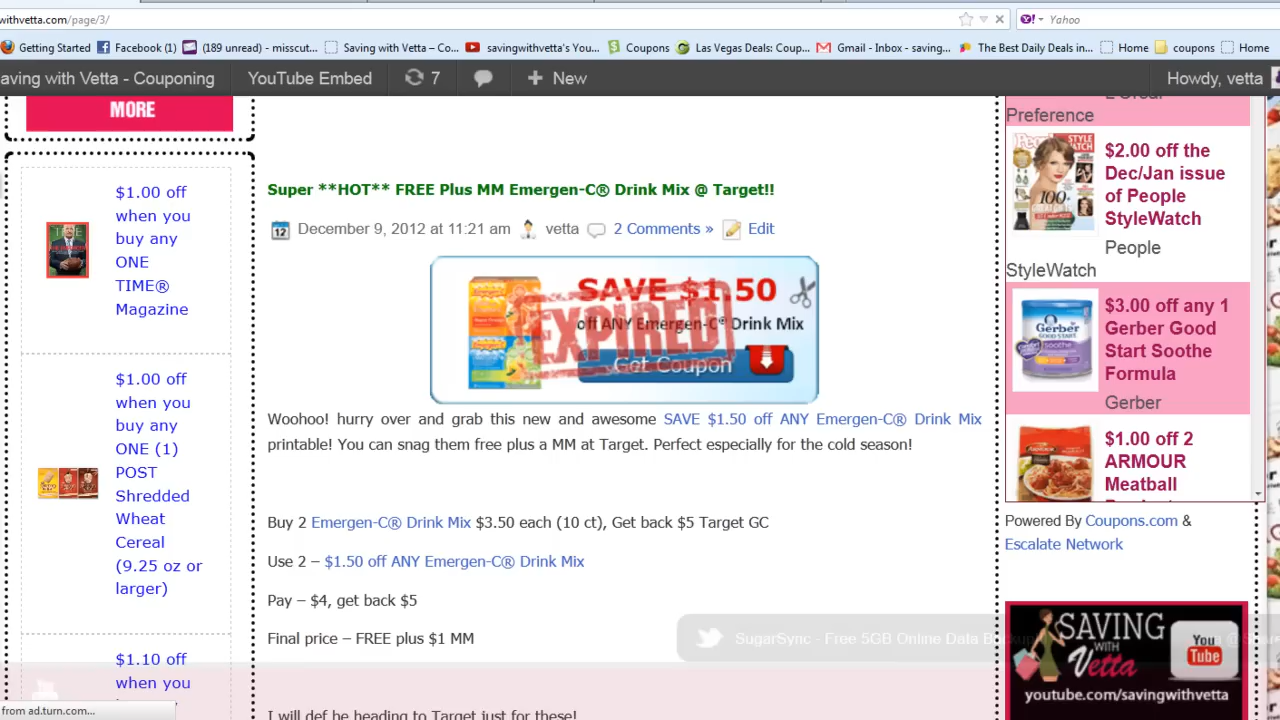 withvetta.com/page/3/
Yahoo
Getting Started
Facebook (1)
(189 unread) - misscut...
Saving with Vetta – Co...
savingwithvetta's You...
Coupons
Las Vegas Deals: Coup...
Gmail - Inbox - saving...
The Best Daily Deals in...
Home
coupons
Home
aving with Vetta - Couponing
YouTube Embed
7
New
Howdy, vetta
MORE
$1.00 off
when you
buy any
ONE
TIME®
Magazine
$1.00 off
when you
buy any
ONE (1)
POST
Shredded
Wheat
Cereal
(9.25 oz or
larger)
$1.10 off
when you
from ad.turn.com...
Super **HOT** FREE Plus MM Emergen-C® Drink Mix @ Target!!
12
December 9, 2012 at 11:21 am
vetta
2 Comments »
Edit
SAVE $1.50
off ANY Emergen-C® Drink Mix
EXPIRED
Get Coupon
Woohoo! hurry over and grab this new and awesome SAVE $1.50 off ANY Emergen-C® Drink Mix
printable! You can snag them free plus a MM at Target. Perfect especially for the cold season!
Buy 2 Emergen-C® Drink Mix $3.50 each (10 ct), Get back $5 Target GC
Use 2 – $1.50 off ANY Emergen-C® Drink Mix
Pay – $4, get back $5
Final price – FREE plus $1 MM
SugarSync - Free 5GB Online Data Backup
I will def be heading to Target just for these!
Preference
$2.00 off the
Dec/Jan issue
of People
StyleWatch
People
StyleWatch
$3.00 off any 1
Gerber Good
Start Soothe
Formula
Gerber
$1.00 off 2
ARMOUR
Meatball
Powered By Coupons.com &
Escalate Network
SAVING
WITH
Vetta
You
Tube
youtube.com/savingwithvetta